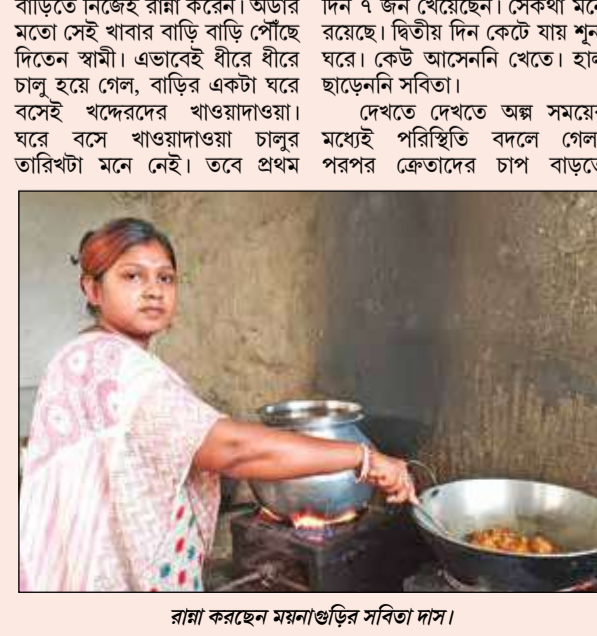 বাড়িতে নিজেই রান্না করেন। অর্ডার
মতো সেই খাবার বাড়ি বাড়ি পৌঁছে
দিতেন স্বামী। এভাবেই ধীরে ধীরে
চালু হয়ে গেল, বাড়ির একটা ঘরে
বসেই খদ্দেরদের খাওয়াদাওয়া।
ঘরে বসে খাওয়াদাওয়া চালুর
তারিখটা মনে নেই। তবে প্রথম
দিন ৭ জন খেয়েছেন। সেকথা মনে
রয়েছে। দ্বিতীয় দিন কেটে যায় শূন্য
ঘরে। কেউ আসেননি খেতে। হাল
ছাড়েননি সবিতা।
দেখতে দেখতে অল্প সময়ের
মধ্যেই পরিস্থিতি বদলে গেল।
পরপর ক্রেতাদের চাপ বাড়তে
রান্না করছেন ময়নাগুড়ির সবিতা দাস।